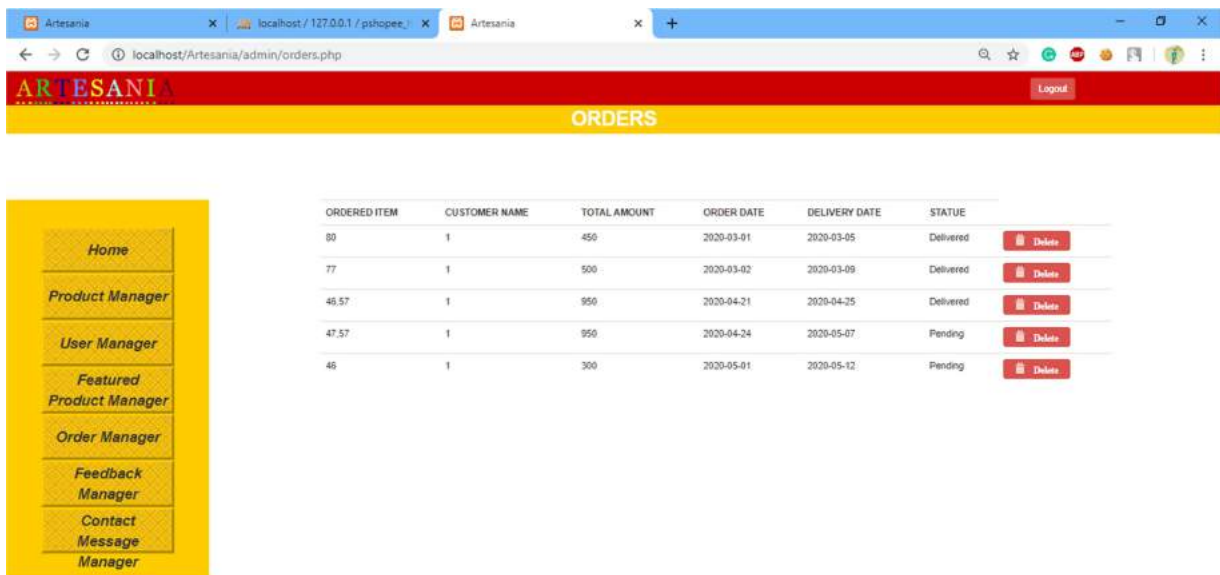 Artesania
localhost / 127.0.0.1 / pshopee_
Artesania
localhost/Artesania/admin/orders.php
ABP
ARTESANIA
Logout
ORDERS
Home
Product Manager
User Manager
Featured
Product Manager
Order Manager
Feedback
Manager
Contact
Message
Manager
ORDERED ITEM CUSTOMER NAME TOTAL AMOUNT ORDER DATE DELIVERY DATE STATUE
80 1 450 2020-03-01 2020-03-05 Delivered Delete
77 1 500 2020-03-02 2020-03-09 Delivered Delete
46,57 1 950 2020-04-21 2020-04-25 Delivered Delete
47,57 1 950 2020-04-24 2020-05-07 Pending Delete
46 1 300 2020-05-01 2020-05-12 Pending Delete